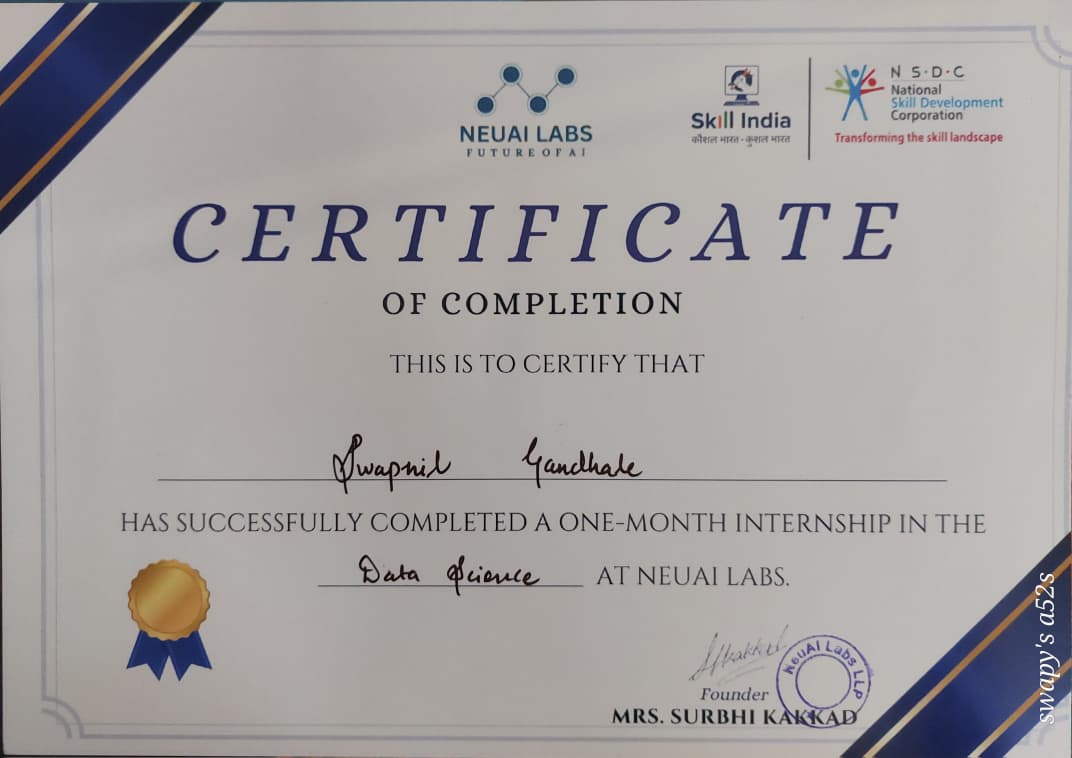 NEUAI LABS
FUTURE OF AI
Skill India
कौशल भारत - कुशल भारत
N S D C
National
Skill Development
Corporation
Transforming the skill landscape
CERTIFICATE
OF COMPLETION
THIS IS TO CERTIFY THAT
Swapnil Gandhale
HAS SUCCESSFULLY COMPLETED A ONE-MONTH INTERNSHIP IN THE
Data Science AT NEUAI LABS.
SKakkad
NeuAI Labs LLP
Founder
MRS. SURBHI KAKKAD
swapy's a52s